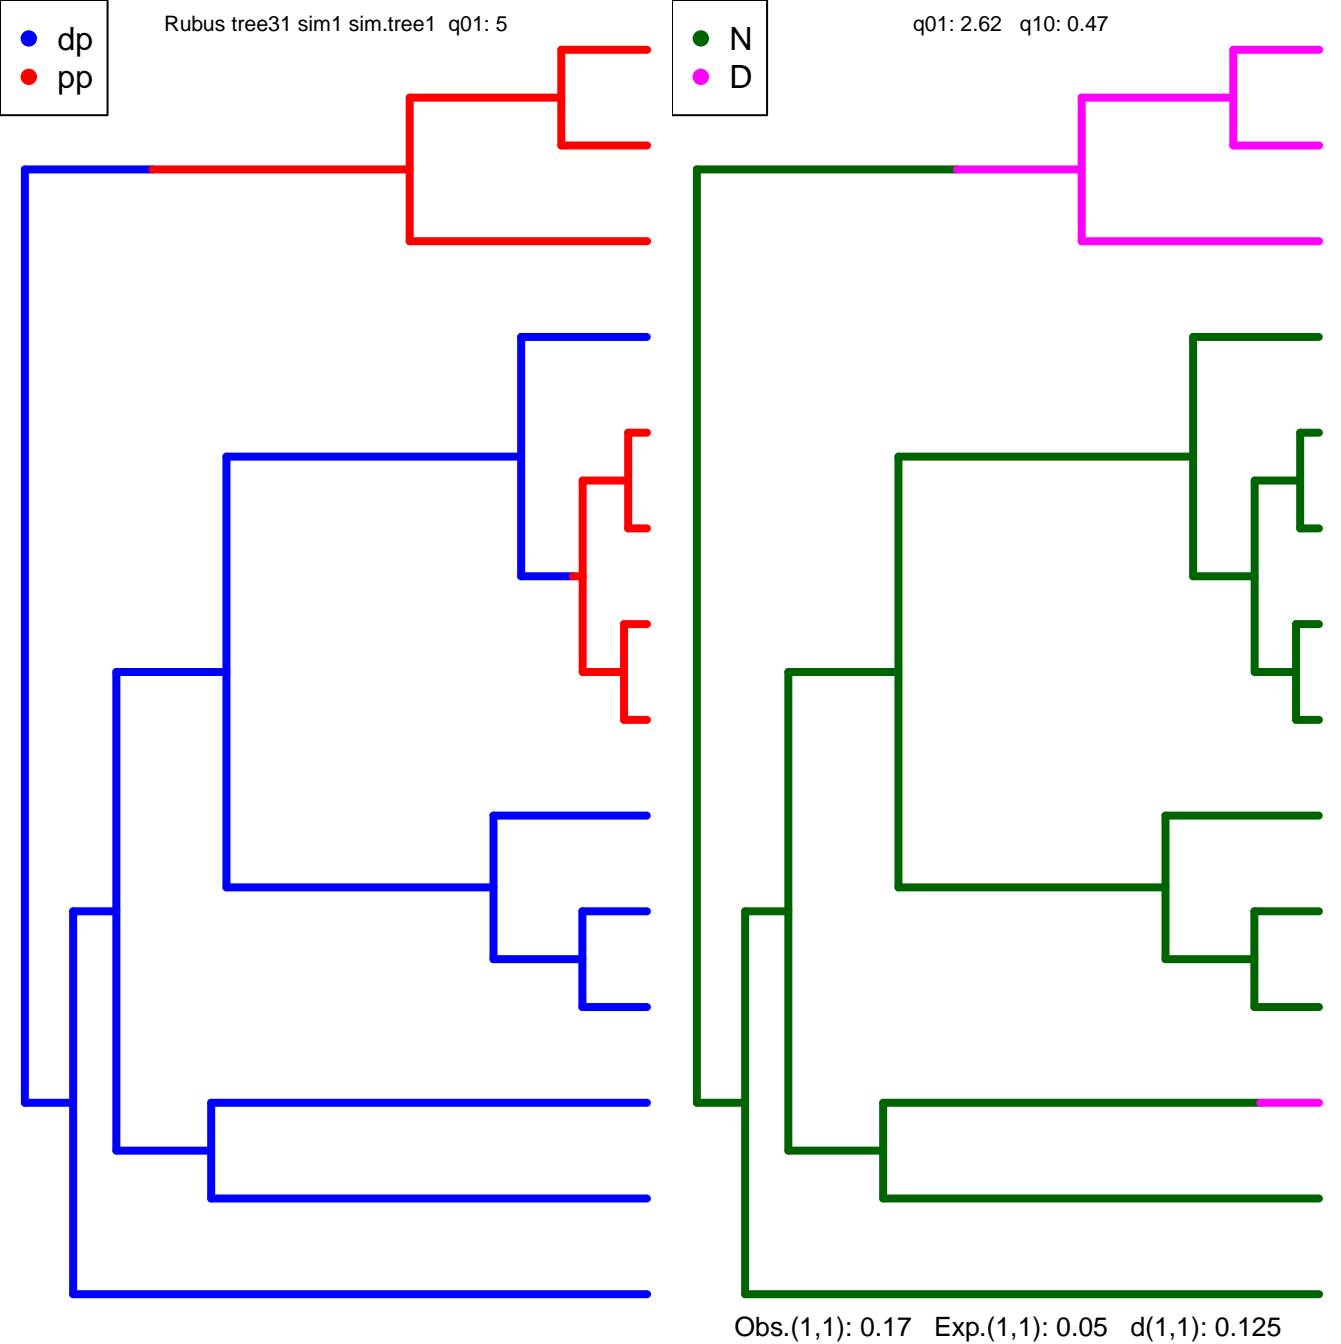 dp
pp
Rubus tree31 sim1 sim.tree1 q01: 5
N
D
q01: 2.62 q10: 0.47
Obs.(1,1): 0.17 Exp.(1,1): 0.05 d(1,1): 0.125